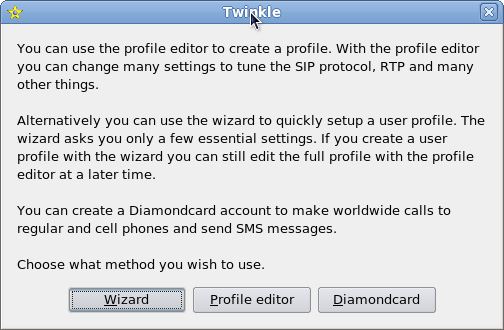 Twinkle
You can use the profile editor to create a profile. With the profile editor
you can change many settings to tune the SIP protocol, RTP and many
other things.
Alternatively you can use the wizard to quickly setup a user profile. The
wizard asks you only a few essential settings. If you create a user
profile with the wizard you can still edit the full profile with the profile
editor at a later time.
You can create a Diamondcard account to make worldwide calls to
regular and cell phones and send SMS messages.
Choose what method you wish to use.
Wizard Profile editor Diamondcard